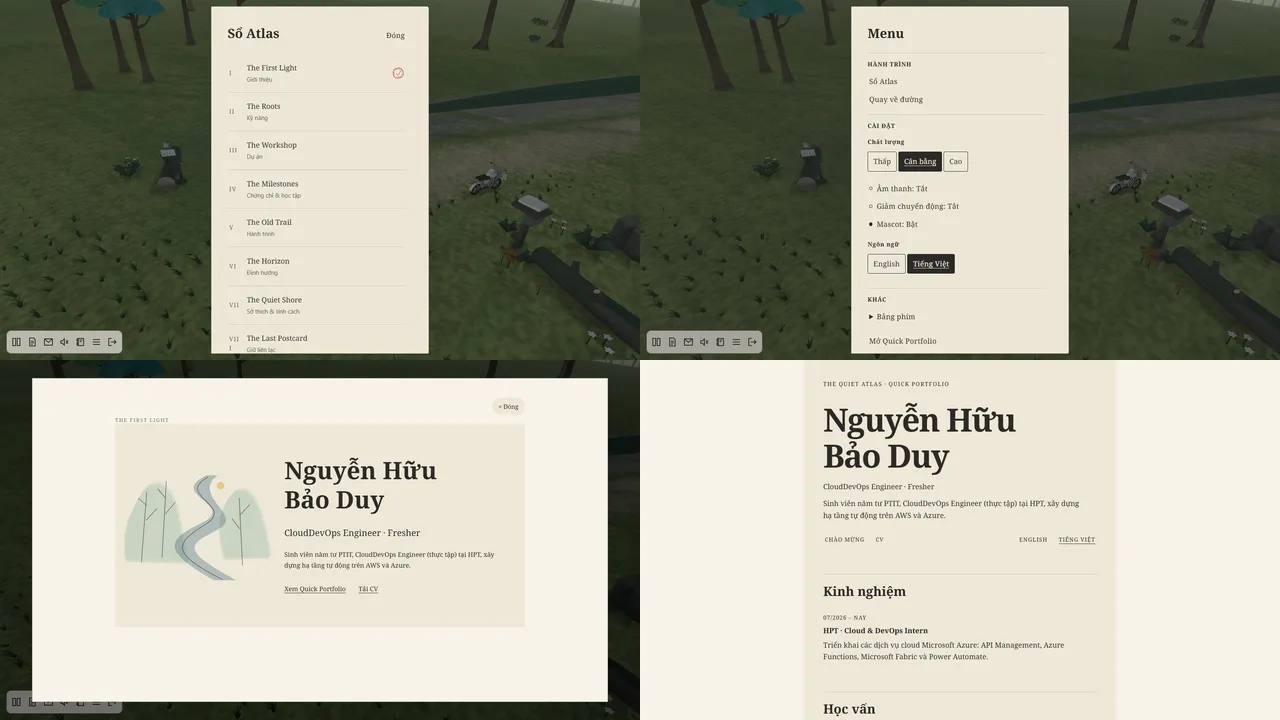 Sổ Atlas
Đóng
I
The First Light
Giới thiệu
II
The Roots
Kỹ năng
III
The Workshop
Dự án
IV
The Milestones
Chứng chỉ & học tập
V
The Old Trail
Hành trình
VI
The Horizon
Định hướng
VII
The Quiet Shore
Sở thích & tính cách
VII
I
The Last Postcard
Giữ liên lạc
Menu
HÀNH TRÌNH
Sổ Atlas
Quay về đường
CÀI ĐẶT
Chất lượng
Thấp
Cân bằng
Cao
Âm thanh: Tắt
Giảm chuyển động: Tắt
Mascot: Bật
Ngôn ngữ
English
Tiếng Việt
KHÁC
Bảng phím
Mở Quick Portfolio
× Đóng
THE FIRST LIGHT
Nguyễn Hữu
Bảo Duy
CloudDevOps Engineer · Fresher
Sinh viên năm tư PTIT, CloudDevOps Engineer (thực tập) tại HPT, xây
dựng hạ tầng tự động trên AWS và Azure.
Xem Quick Portfolio
Tải CV
THE QUIET ATLAS · QUICK PORTFOLIO
Nguyễn Hữu
Bảo Duy
CloudDevOps Engineer · Fresher
Sinh viên năm tư PTIT, CloudDevOps Engineer (thực tập) tại HPT, xây dựng
hạ tầng tự động trên AWS và Azure.
CHÀO MỪNG
CV
ENGLISH
TIẾNG VIỆT
Kinh nghiệm
07/2026 - NAY
HPT · Cloud & DevOps Intern
Triển khai các dịch vụ cloud Microsoft Azure: API Management, Azure
Functions, Microsoft Fabric và Power Automate.
Học vấn